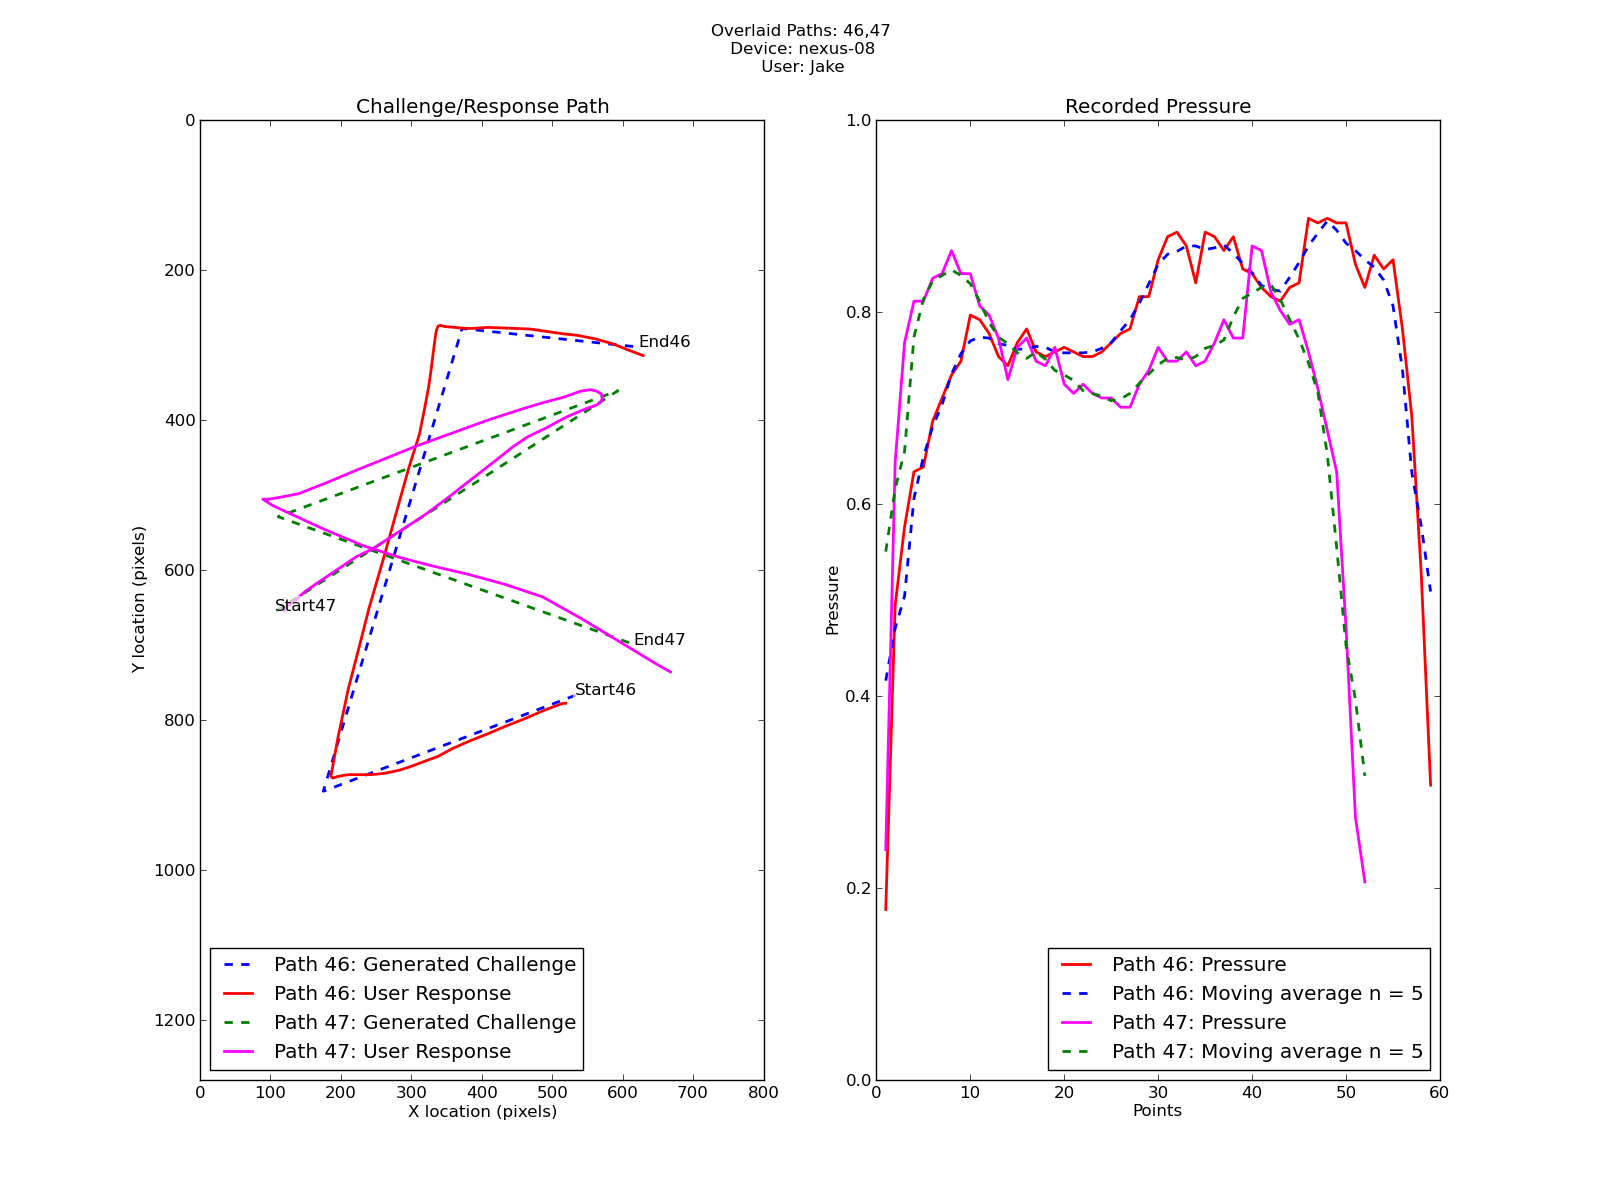 Overlaid Paths: 46,47
Device: nexus-08
User: Jake
Challenge/Response Path
0
200
400
600
800
1000
1200
Y location (pixels)
0 100 200 300 400 500 600 700 800
X location (pixels)
End46
Start47
End47
Start46
Path 46: Generated Challenge
Path 46: User Response
Path 47: Generated Challenge
Path 47: User Response
Recorded Pressure
1.0
0.8
0.6
0.4
0.2
0.0
Pressure
0 10 20 30 40 50 60
Points
Path 46: Pressure
Path 46: Moving average n = 5
Path 47: Pressure
Path 47: Moving average n = 5